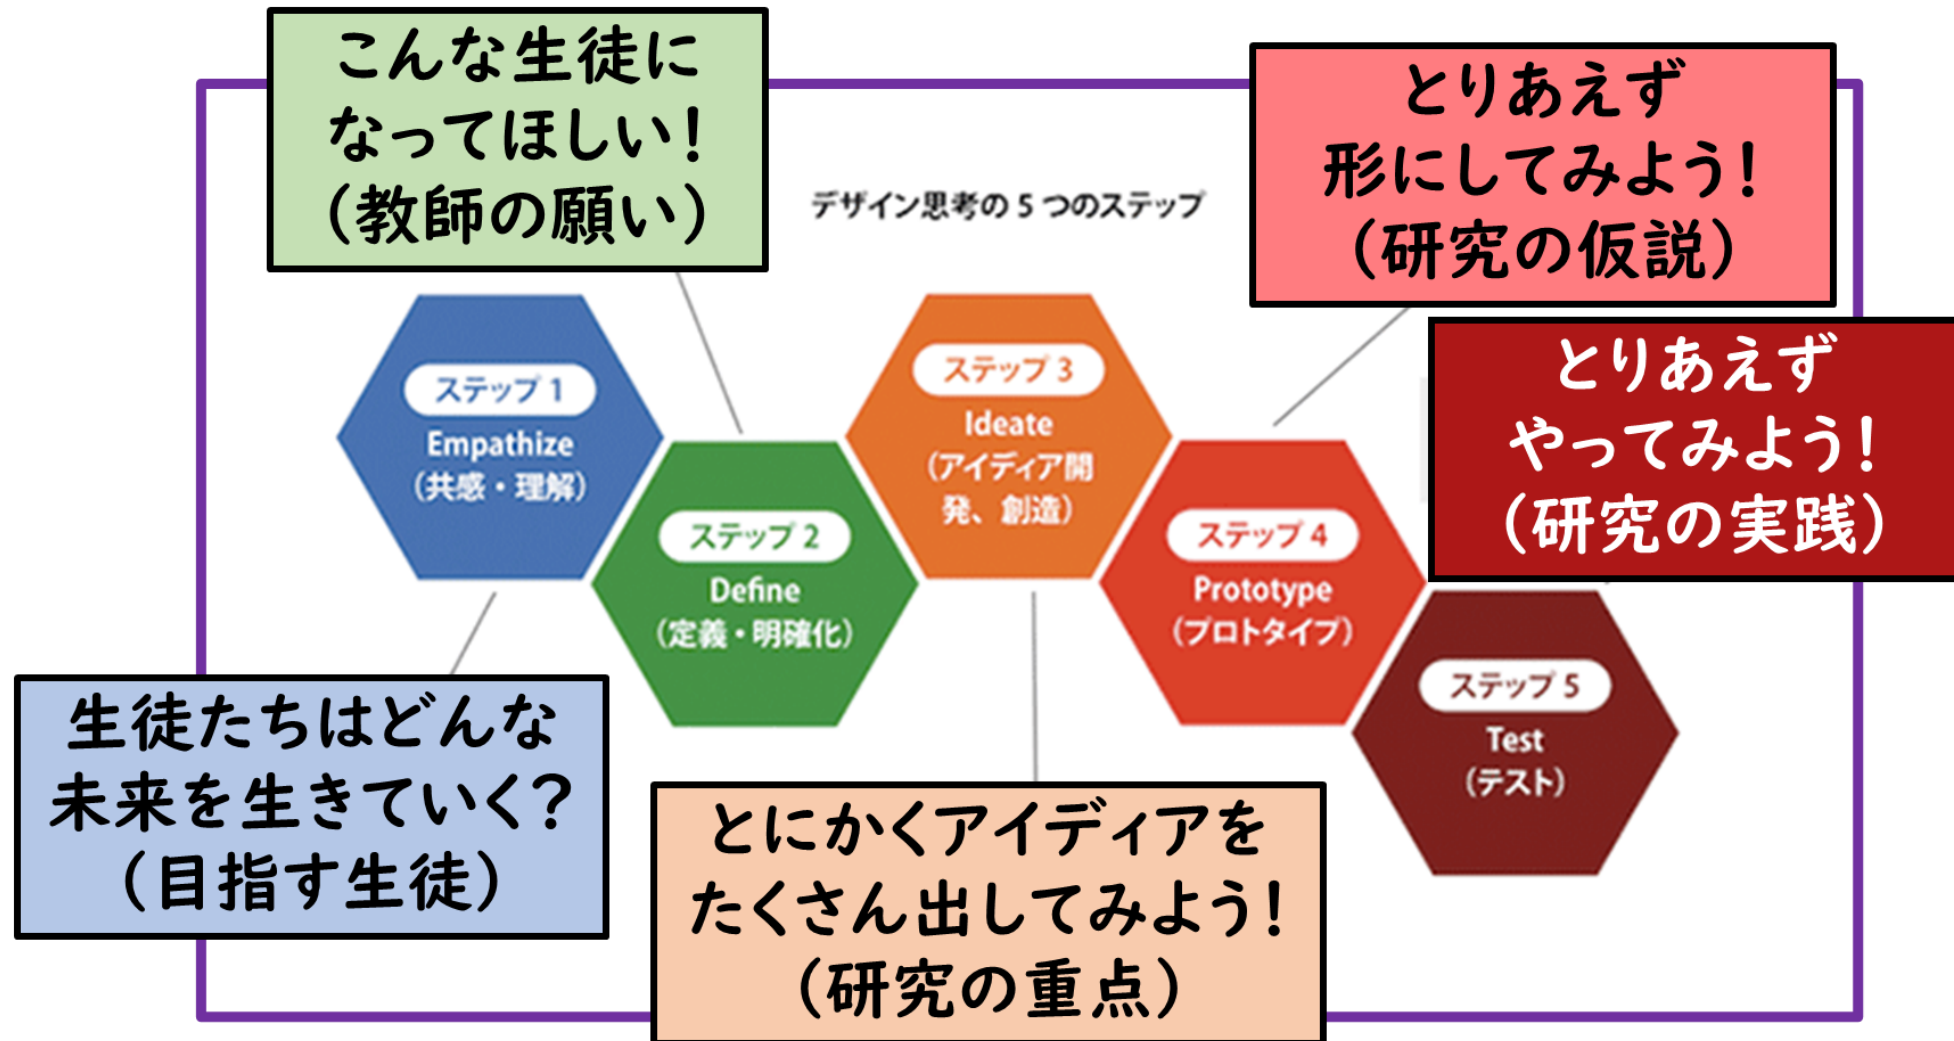 こんな生徒に
なってほしい！
（教師の願い）
とりあえず
形にしてみよう！
（研究の仮説）
デザイン思考の5つのステップ
とりあえず
やってみよう！
（研究の実践）
ステップ 1
Empathize
（共感・理解）
ステップ 2
Define
（定義・明確化）
ステップ 3
Ideate
（アイディア開
発、創造）
ステップ 4
Prototype
（プロトタイプ）
ステップ 5
Test
（テスト）
生徒たちはどんな
未来を生きていく？
（目指す生徒）
とにかくアイディアを
たくさん出してみよう！
（研究の重点）